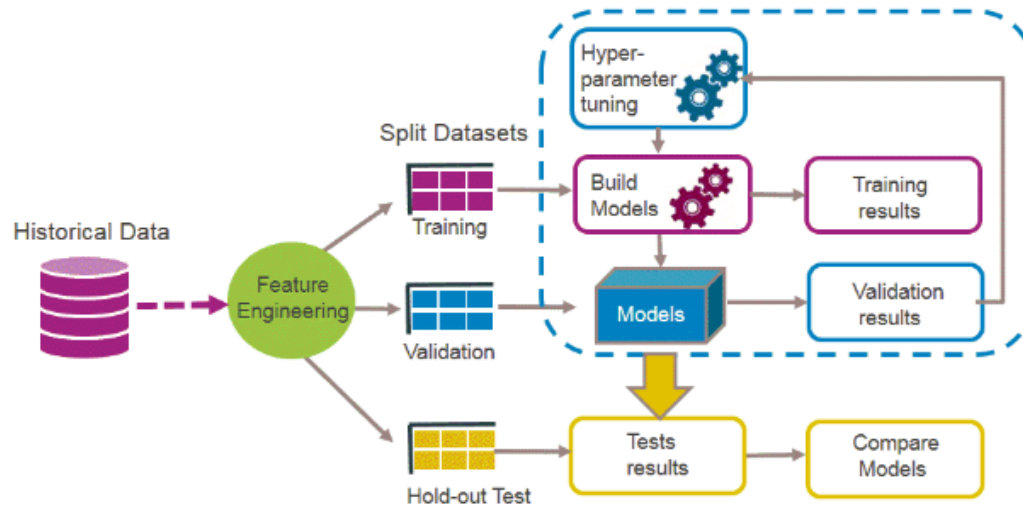 Hyper-
parameter
tuning
Split Datasets
Build
Models
Training
results
Training
Historical Data
Feature
Engineering
Models
Validation
results
Validation
Tests
results
Compare
Models
Hold-out Test